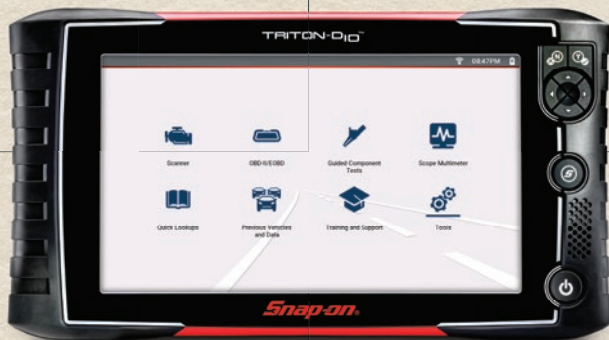 TRITON-D10™
08:47PM
Scanner
OBD-II/EOBD
Guided Component
Tests
Scope Multimeter
Quick Lookups
Previous Vehicles
and Data
Training and Support
Tools
N
Y
S
Snap-on®